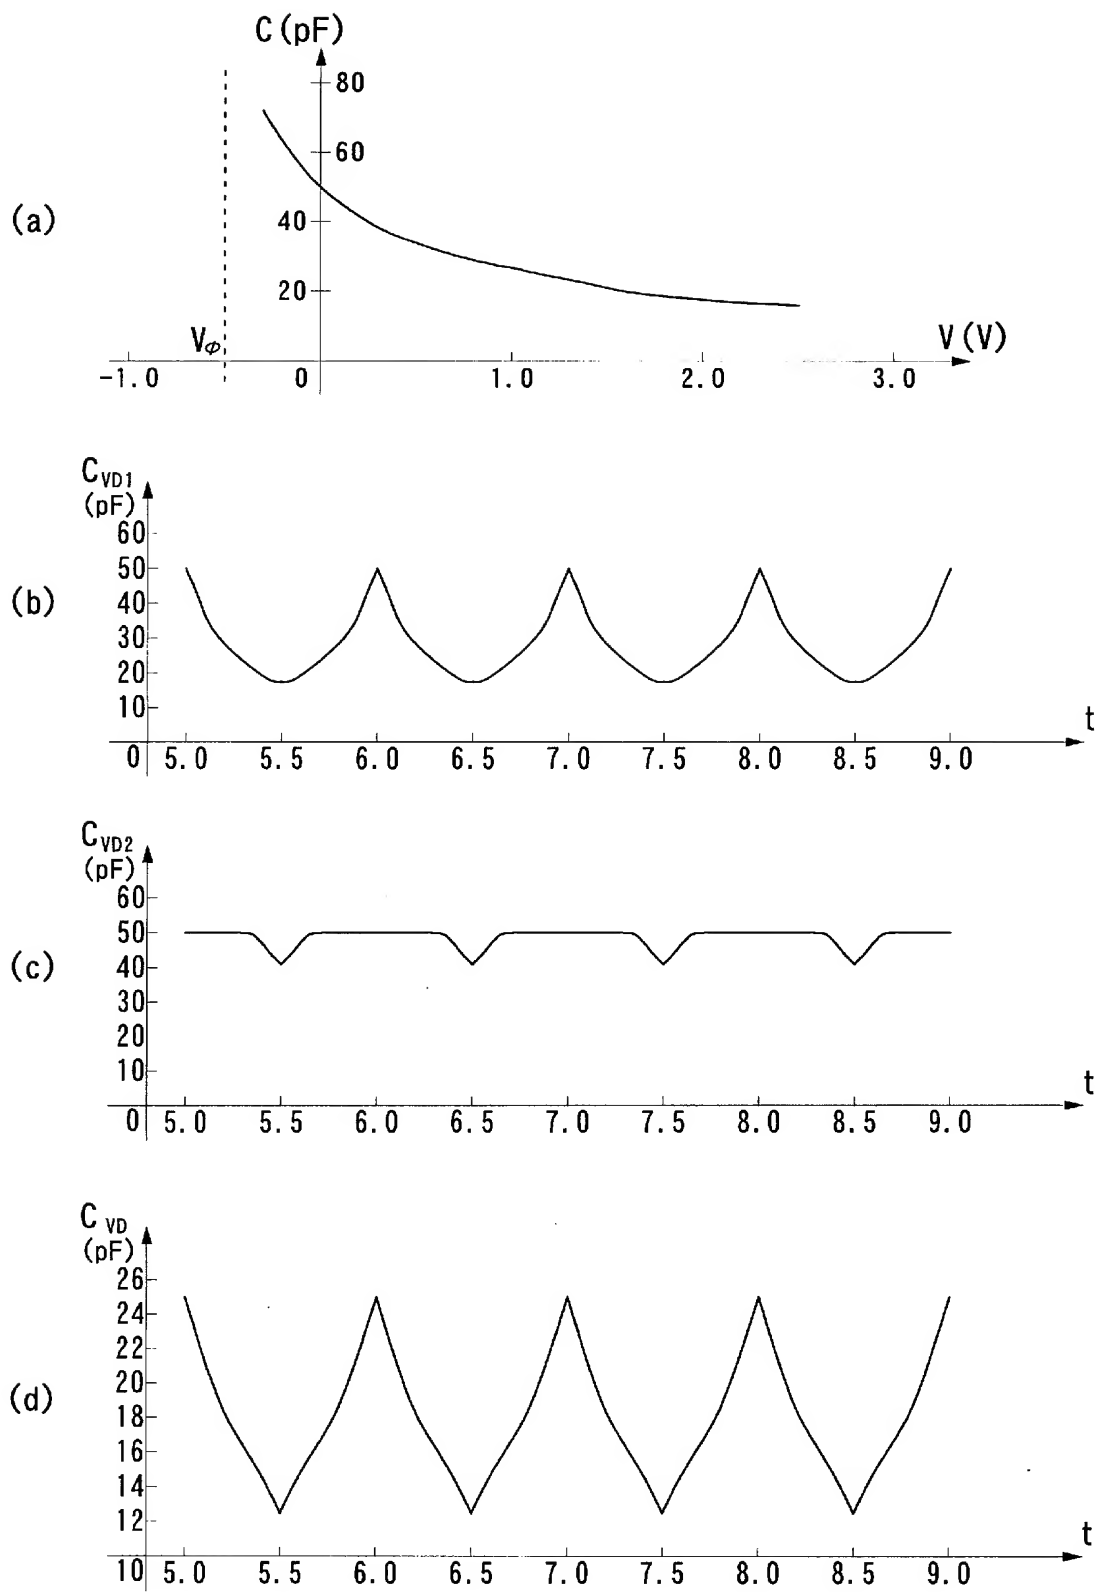 C (pF)
80
60
(a)
40
20
Vφ
V (V)
-1.0 0 1.0 2.0 3.0
CVD1
(pF)
60
50
(b)
40
30
20
10
t
0 5.0 5.5 6.0 6.5 7.0 7.5 8.0 8.5 9.0
CVD2
(pF)
60
50
(c)
40
30
20
10
t
0 5.0 5.5 6.0 6.5 7.0 7.5 8.0 8.5 9.0
C VD
(pF)
26
24
22
20
(d)
18
16
14
12
t
10 5.0 5.5 6.0 6.5 7.0 7.5 8.0 8.5 9.0